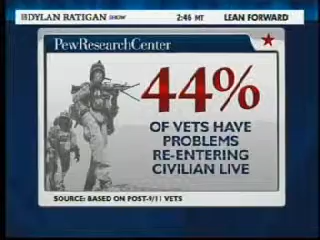 DYLAN RATIGAN SHOW 2:46 MT LEAN FORWARD
PewResearchCenter
44%
OF VETS HAVE
PROBLEMS
RE-ENTERING
CIVILIAN LIVE
SOURCE: BASED ON POST-9/11 VETS